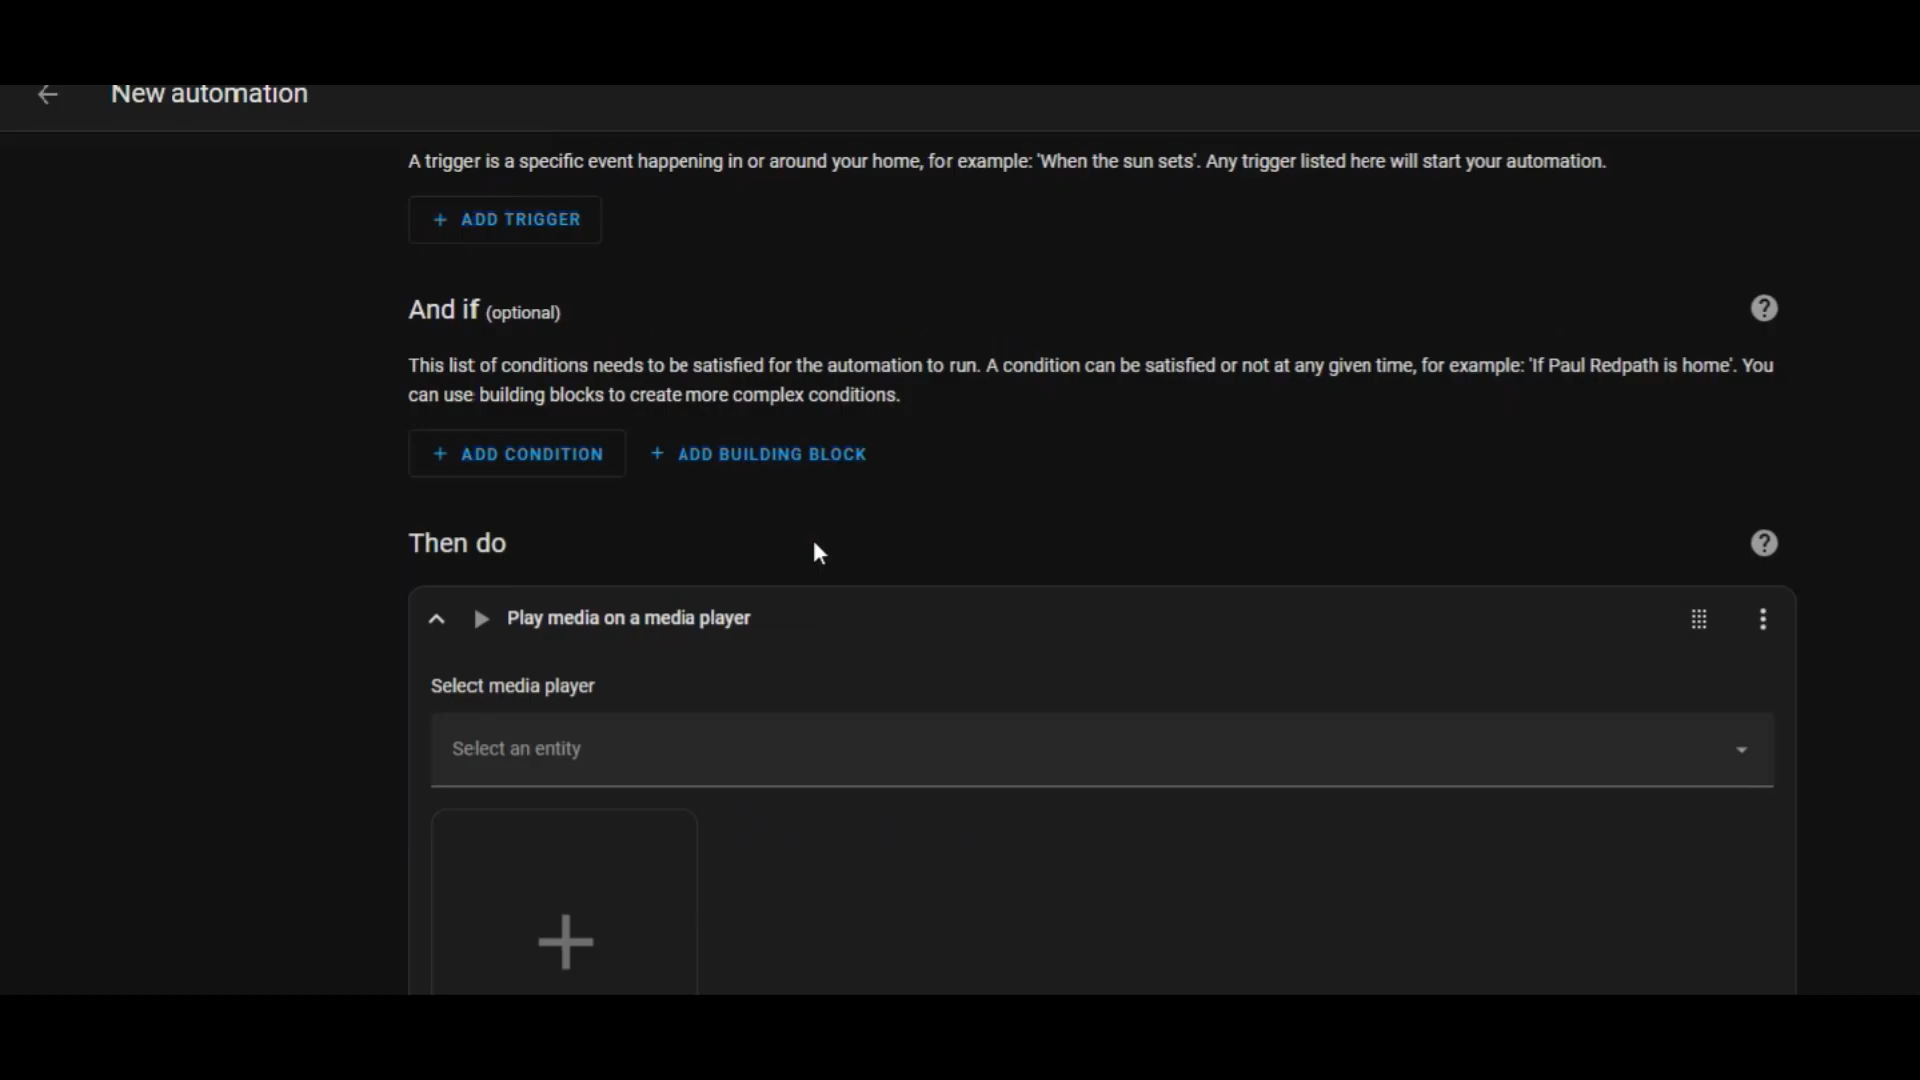 New automation
A trigger is a specific event happening in or around your home, for example: 'When the sun sets'. Any trigger listed here will start your automation.
+ ADD TRIGGER
And if (optional)
This list of conditions needs to be satisfied for the automation to run. A condition can be satisfied or not at any given time, for example: 'If Paul Redpath is home'. You
can use building blocks to create more complex conditions.
+ ADD CONDITION + ADD BUILDING BLOCK
Then do
Play media on a media player
Select media player
Select an entity